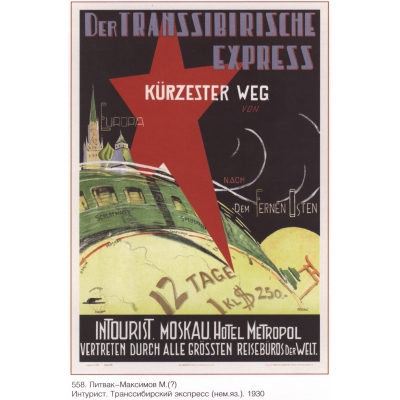 DER TRANSSIBIRISCHE
EXPRESS
KÜRZESTER WEG
VON
EUROPA
NACH
DEM FERNEN OSTEN
12 TAGE
1 KL $ 250.-
INTOURIST. MOSKAU HOTEL METROPOL
VERTRETEN DURCH ALLE GRÖSSTEN REISEBÜROS DER WELT.
558. Литвак–Максимов М.(?)
Интурист. Транссибирский экспресс (нем.яз.). 1930